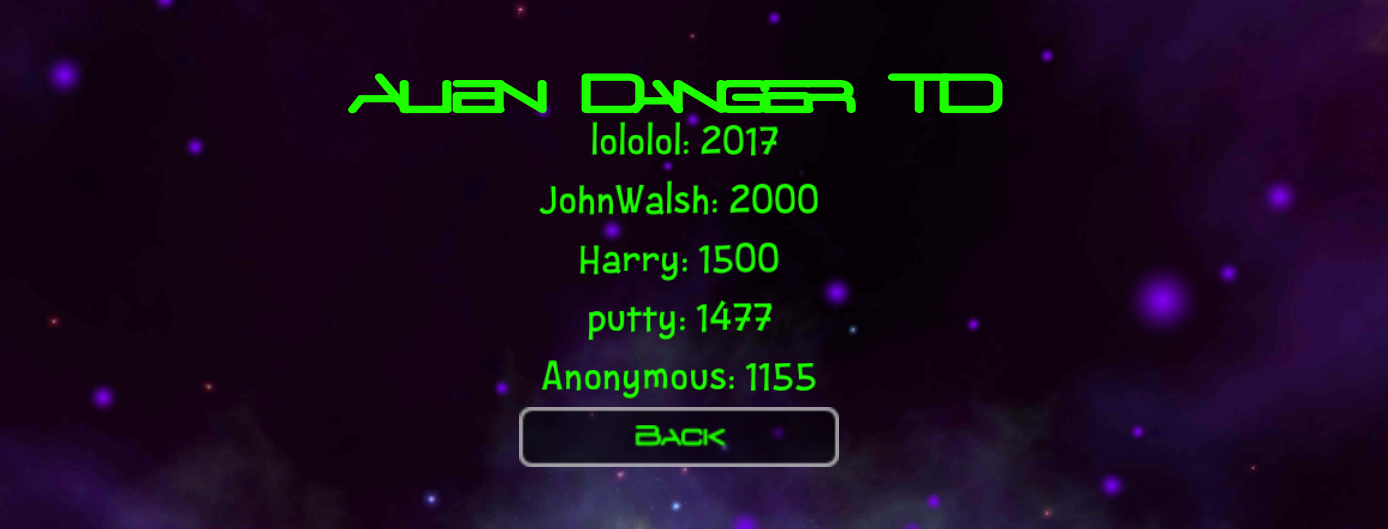 Alien Danger TD
lololol: 2017
JohnWalsh: 2000
Harry: 1500
putty: 1477
Anonymous: 1155
Back